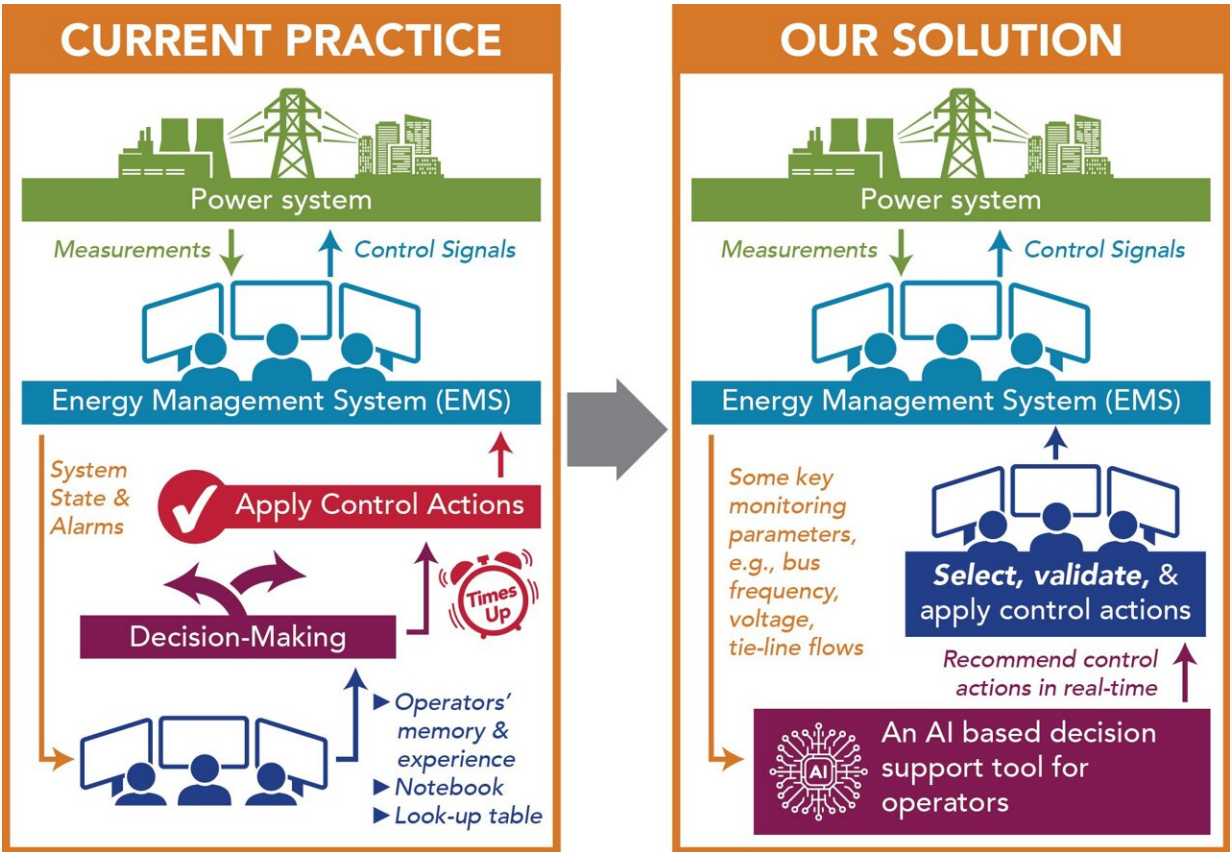 CURRENT PRACTICE
Power system
Measurements
Control Signals
Energy Management System (EMS)
System
State &
Alarms
Apply Control Actions
Times
Up
Decision-Making
►Operators'
memory &
experience
►Notebook
►Look-up table
OUR SOLUTION
Power system
Measurements
Control Signals
Energy Management System (EMS)
Some key
monitoring
parameters,
e.g., bus
frequency,
voltage,
tie-line flows
Select, validate, &
apply control actions
Recommend control
actions in real-time
AI
An AI based decision
support tool for
operators